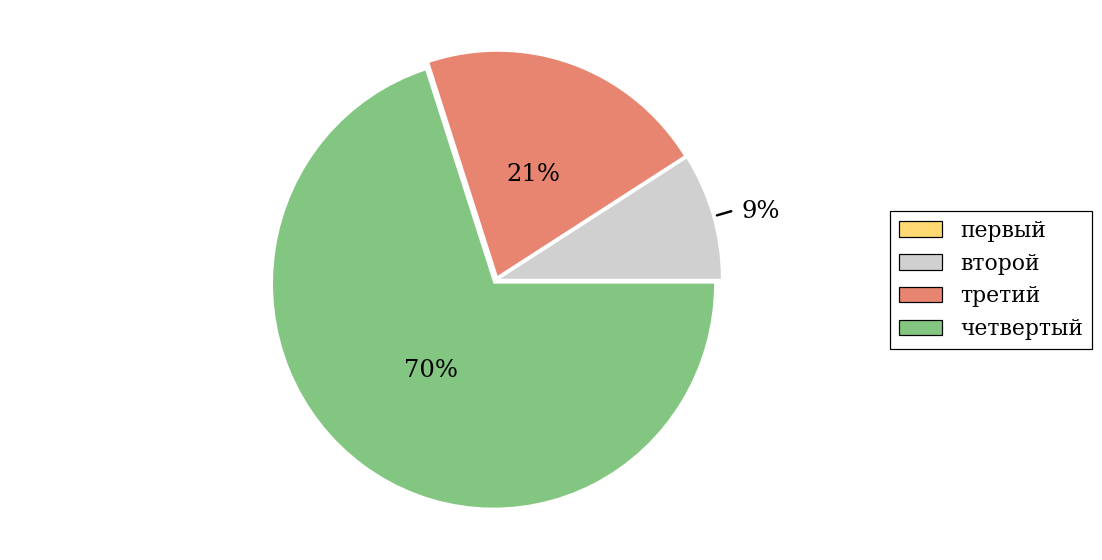 21%
9%
70%
первый
второй
третий
четвертый